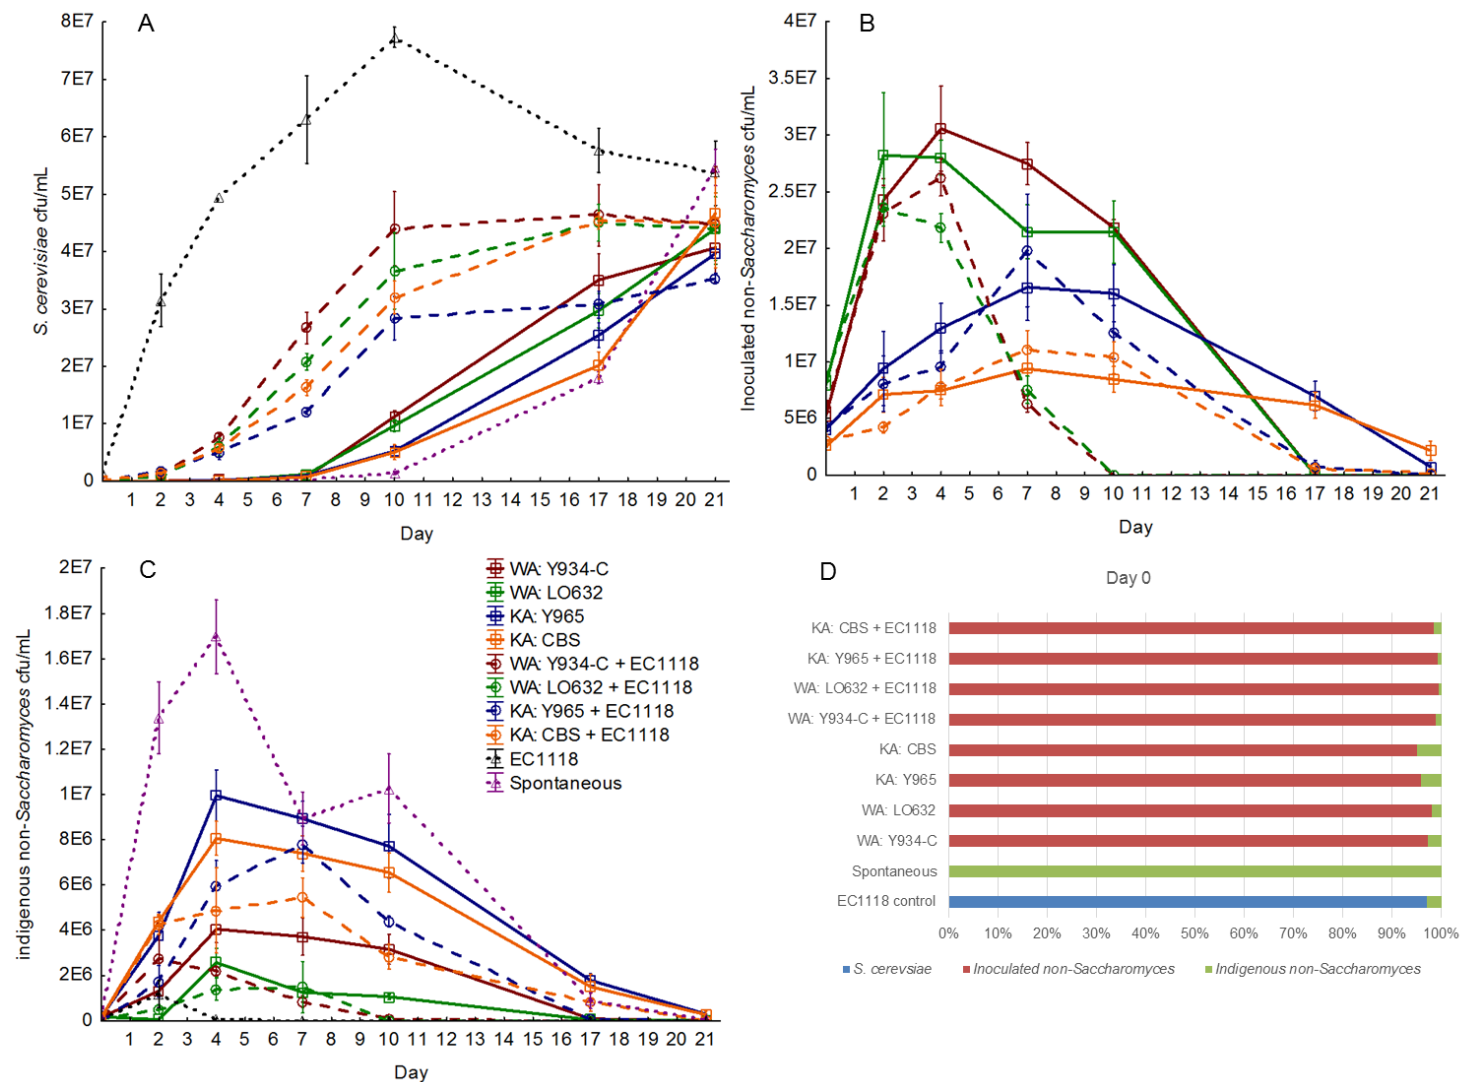 A
S. cerevisiae cfu/mL
8E7
7E7
6E7
5E7
4E7
3E7
2E7
1E7
0
1 2 3 4 5 6 7 8 9 10 11 12 13 14 15 16 17 18 19 20 21
Day
B
Inoculated non-Saccharomyces cfu/mL
4E7
3.5E7
3E7
2.5E7
2E7
1.5E7
1E7
5E6
0
1 2 3 4 5 6 7 8 9 10 11 12 13 14 15 16 17 18 19 20 21
Day
C
indigenous non-Saccharomyces cfu/mL
2E7
1.8E7
1.6E7
1.4E7
1.2E7
1E7
8E6
6E6
4E6
2E6
0
1 2 3 4 5 6 7 8 9 10 11 12 13 14 15 16 17 18 19 20 21
Day
WA: Y934-C
WA: LO632
KA: Y965
KA: CBS
WA: Y934-C + EC1118
WA: LO632 + EC1118
KA: Y965 + EC1118
KA: CBS + EC1118
EC1118
Spontaneous
D
Day 0
KA: CBS + EC1118
KA: Y965 + EC1118
WA: LO632 + EC1118
WA: Y934-C + EC1118
KA: CBS
KA: Y965
WA: LO632
WA: Y934-C
Spontaneous
EC1118 control
0% 10% 20% 30% 40% 50% 60% 70% 80% 90% 100%
S. cerevsiae Inoculated non-Saccharomyces Indigenous non-Saccharomyces